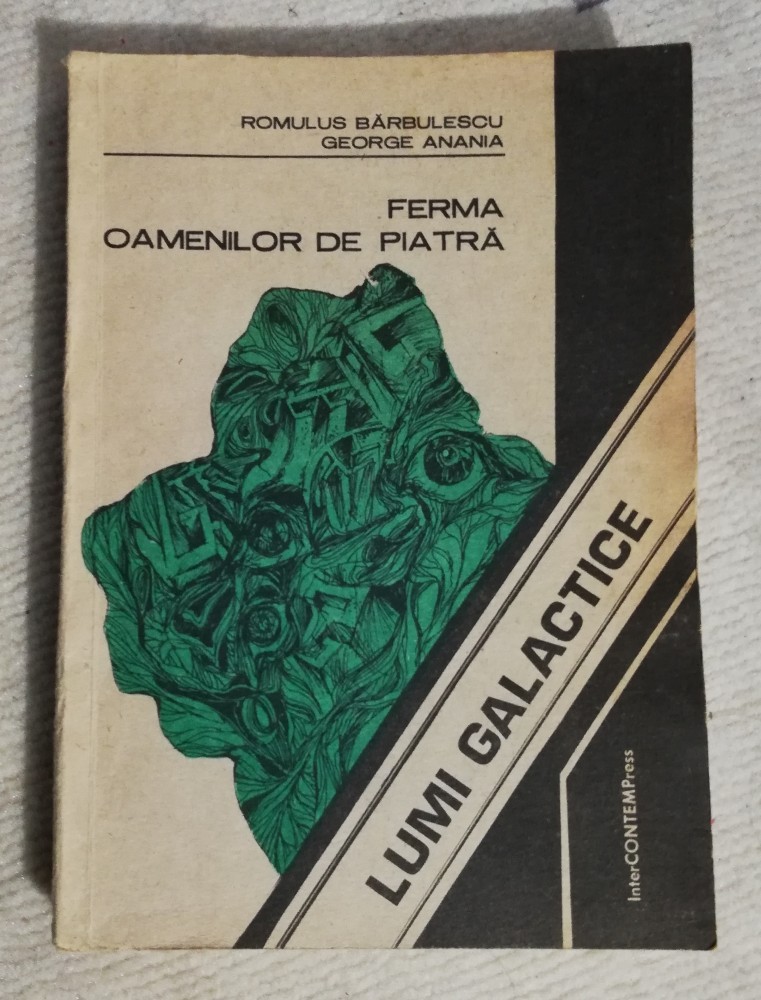 ROMULUS BĂRBULESCU
GEORGE ANANIA
FERMA
OAMENILOR DE PIATRĂ
LUMI GALACTICE
InterCONTEMPress